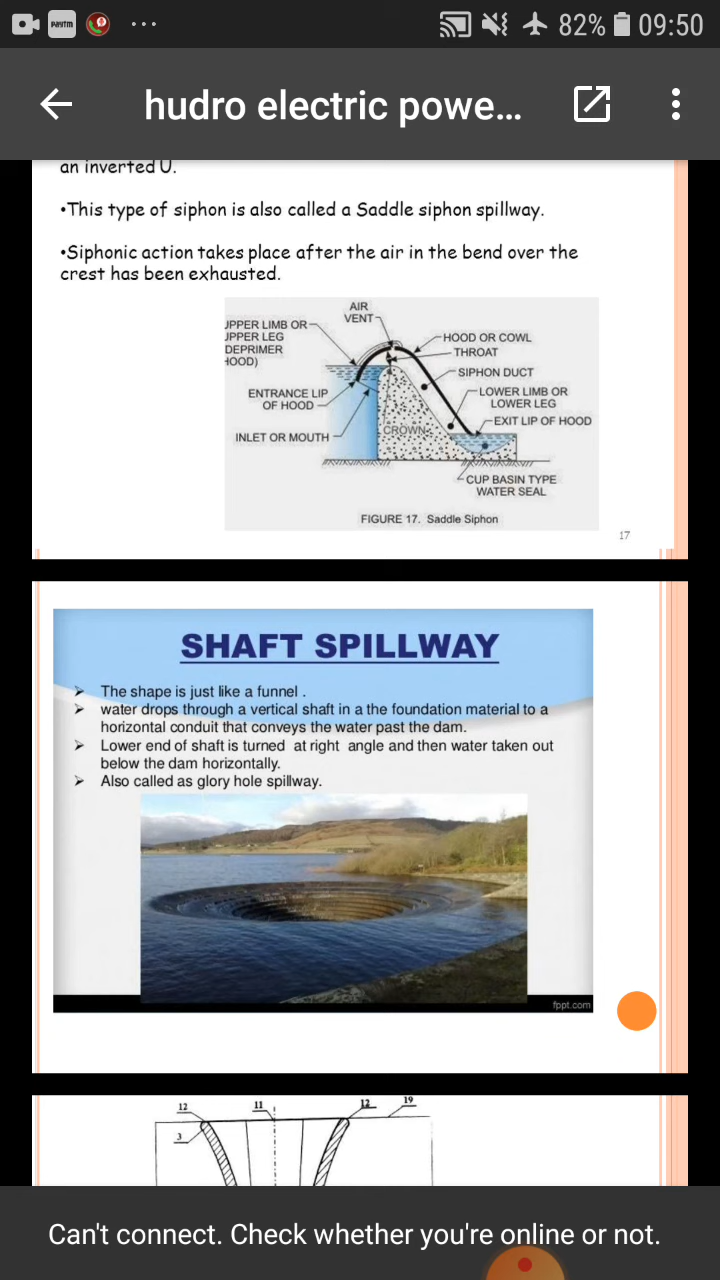 Paytm
82% 09:50
hudro electric powe...
an inverted U.
•This type of siphon is also called a Saddle siphon spillway.
•Siphonic action takes place after the air in the bend over the
crest has been exhausted.
AIR
VENT
UPPER LIMB OR
UPPER LEG
DEPRIMER
HOOD)
HOOD OR COWL
THROAT
SIPHON DUCT
ENTRANCE LIP
OF HOOD
LOWER LIMB OR
LOWER LEG
EXIT LIP OF HOOD
CROWN
INLET OR MOUTH
CUP BASIN TYPE
WATER SEAL
FIGURE 17. Saddle Siphon
17
SHAFT SPILLWAY
➢ The shape is just like a funnel .
➢ water drops through a vertical shaft in a the foundation material to a
horizontal conduit that conveys the water past the dam.
➢ Lower end of shaft is turned at right angle and then water taken out
below the dam horizontally.
➢ Also called as glory hole spillway.
fppt.com
12 11 12 19
3
Can't connect. Check whether you're online or not.